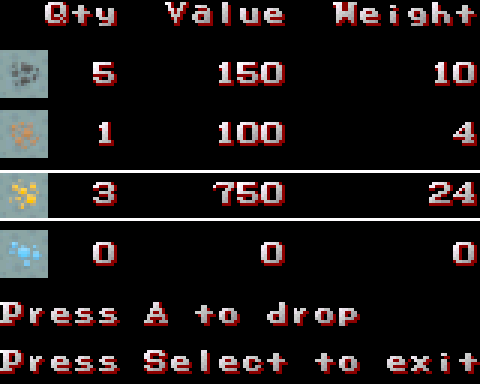 Qty Value Weight
5 150 10
1 100 4
3 750 24
0 0 0
Press A to drop
Press Select to exit